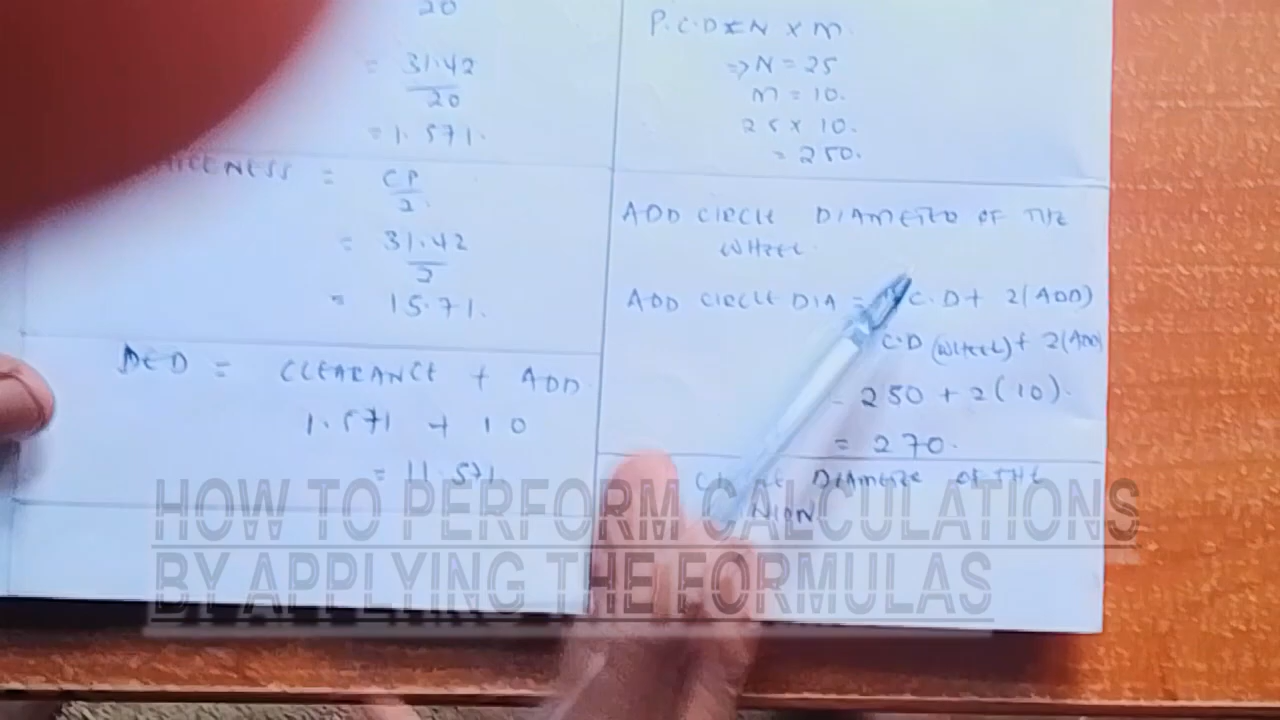 20
= 31.42
20
= 1.571.
= CP
2
= 31.42
2
= 15.71.
DED = CLEARANCE + ADD
1.571 + 10
= 11.571
P.C.D = N x M.
=> N = 25
M = 10.
25 x 10.
= 250.
ADD CIRCLE DIAMETER OF THE
WHEEL.
ADD CIRCLE DIA = C.D + 2(ADD)
C.D (WHEEL) + 2(ADD)
250 + 2(10).
= 270.
DIAMETER OF THE
HOW TO PERFORM CALCULATIONS
BY APPLYING THE FORMULAS